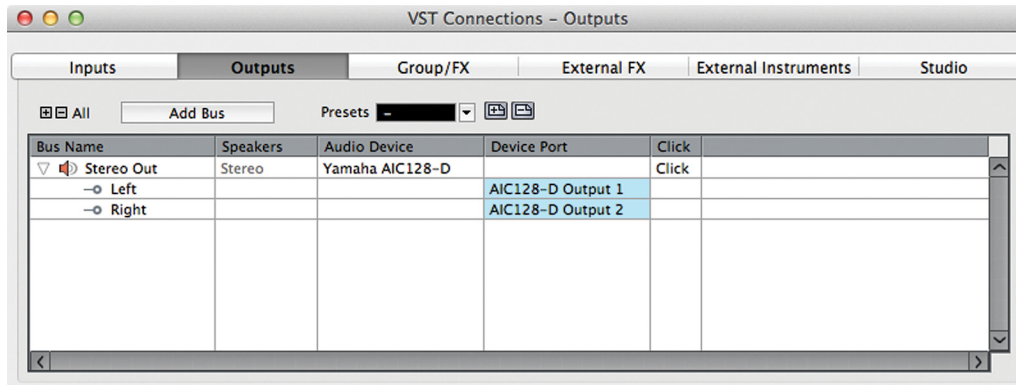 VST Connections – Outputs
Inputs Outputs Group/FX External FX External Instruments Studio
All Add Bus Presets –
Bus Name Speakers Audio Device Device Port Click
Stereo Out Stereo Yamaha AIC128-D Click
Left AIC128-D Output 1
Right AIC128-D Output 2